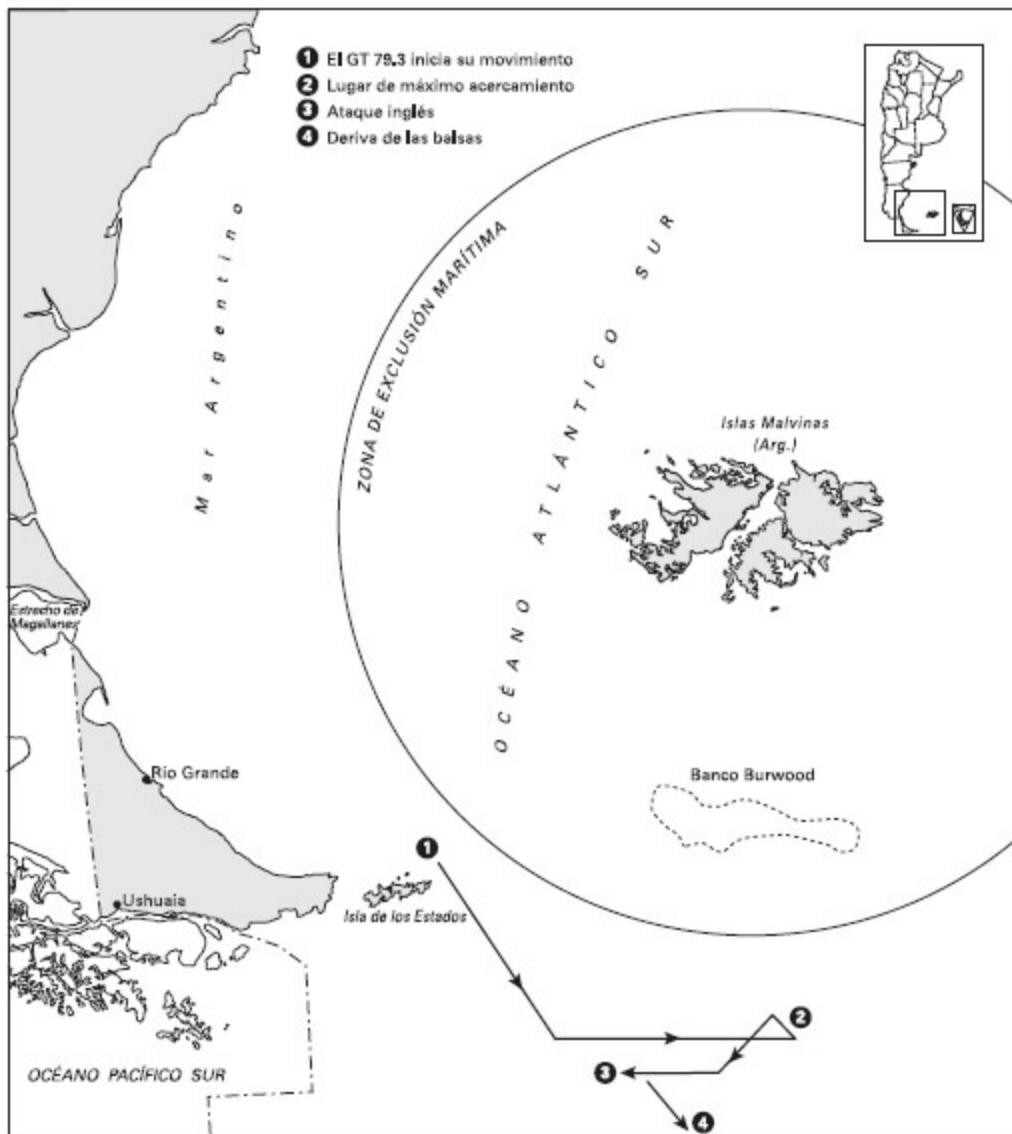 1 El GT 79.3 inicia su movimiento
2 Lugar de máximo acercamiento
3 Ataque inglés
4 Deriva de las balsas
Mar Argentino
ZONA DE EXCLUSIÓN MARÍTIMA
OCÉANO ATLÁNTICO SUR
Islas Malvinas
(Arg.)
Estrecho de
Magallanes
Río Grande
Banco Burwood
1
Ushuaia
Isla de los Estados
2
OCÉANO PACÍFICO SUR
3
4